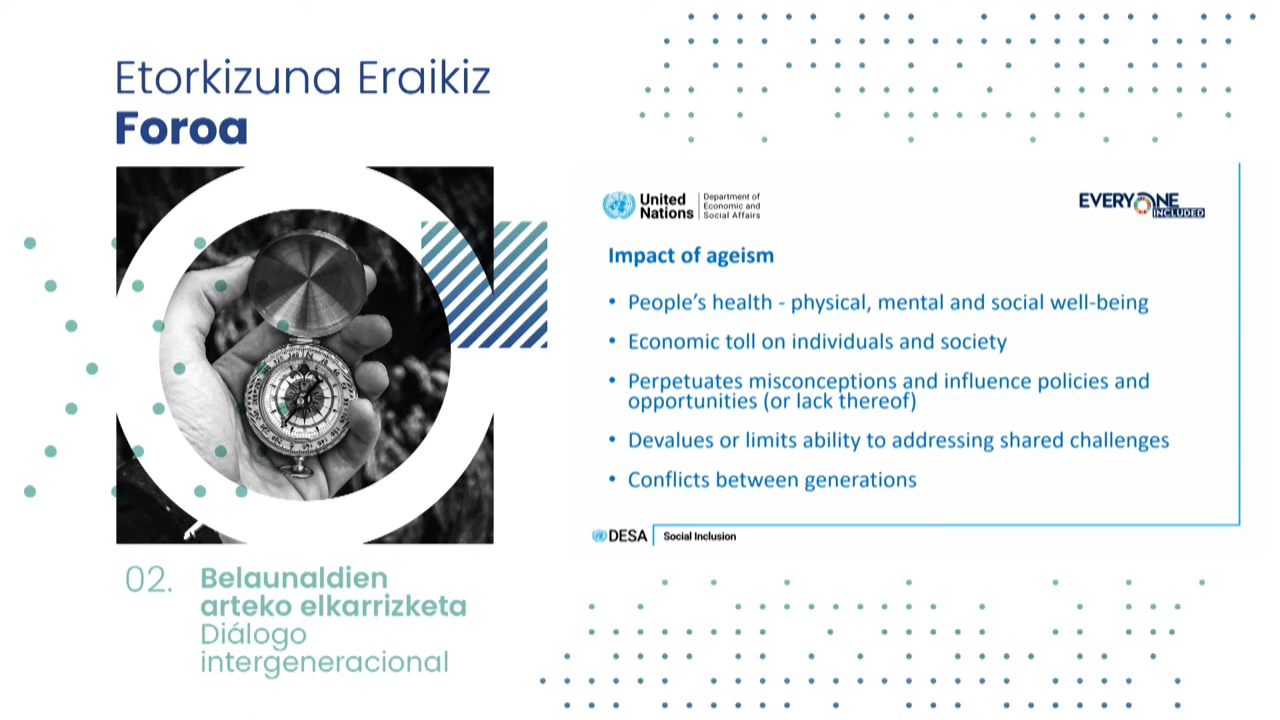 Etorkizuna Eraikiz
Foroa
United
Nations
Department of
Economic and
Social Affairs
EVERYONE
INCLUDED
Impact of ageism
• People’s health - physical, mental and social well-being
• Economic toll on individuals and society
• Perpetuates misconceptions and influence policies and
opportunities (or lack thereof)
• Devalues or limits ability to addressing shared challenges
• Conflicts between generations
DESA
Social Inclusion
02.
Belaunaldien
arteko elkarrizketa
Diálogo
intergeneracional